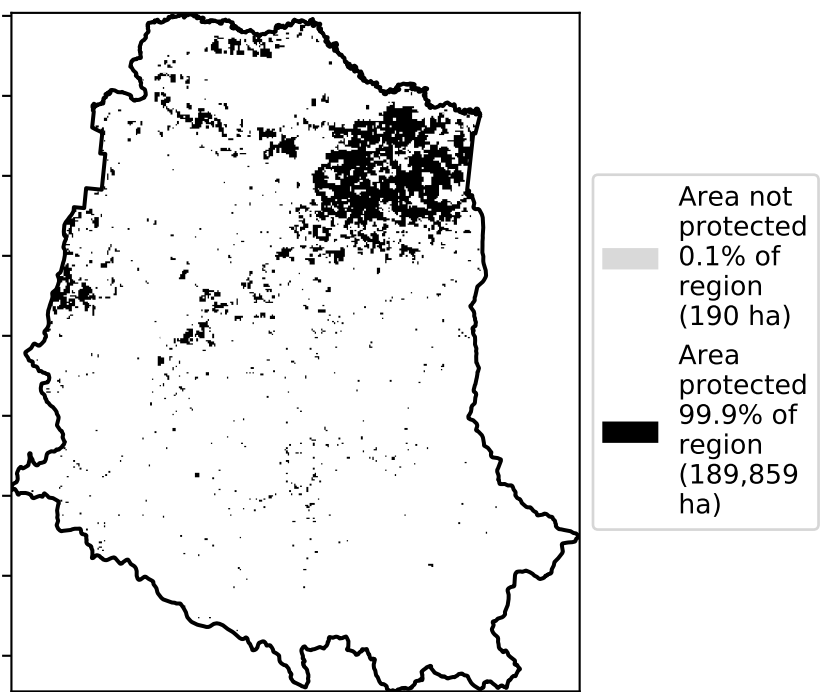 Area not
protected
0.1% of
region
(190 ha)
Area
protected
99.9% of
region
(189,859
ha)